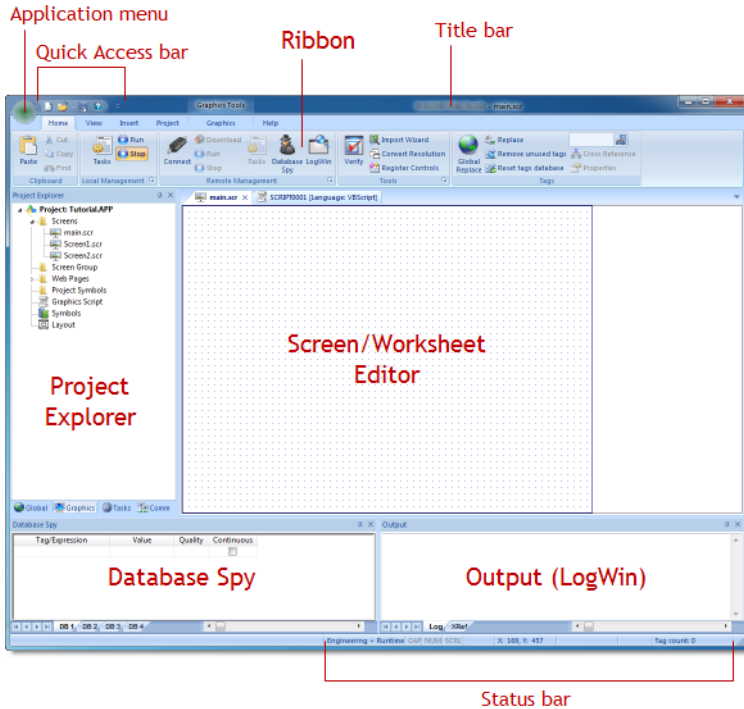 Application menu
Quick Access bar
Ribbon
Title bar
Graphics Tools
- main.scr
Home View Insert Project Graphics Help
Paste
Cut
Copy
Find
Clipboard
Tasks
Run
Stop
Local Management
Connect
Download
Run
Stop
Tasks
Database Spy
LogWin
Remote Management
Verify
Import Wizard
Convert Resolution
Register Controls
Tools
Global Replace
Replace
Remove unused tags
Reset tags database
Cross Reference
Properties
Tags
Project Explorer
main.scr
SCRIPT0001 (Language: VBScript)
Project: Tutorial.APP
Screens
main.scr
Screen1.scr
Screen2.scr
Screen Group
Web Pages
Project Symbols
Graphics Script
Symbols
Layout
Project
Explorer
Screen/Worksheet
Editor
Global Graphics Tasks Comm
Database Spy
Tag/Expression Value Quality Continuous
Database Spy
DB 1 DB 2 DB 3 DB 4
Output
Output (LogWin)
Log XRef
Engineering + Runtime CAP NUM SCRL X: 169, Y: 457 Tag count: 0
Status bar